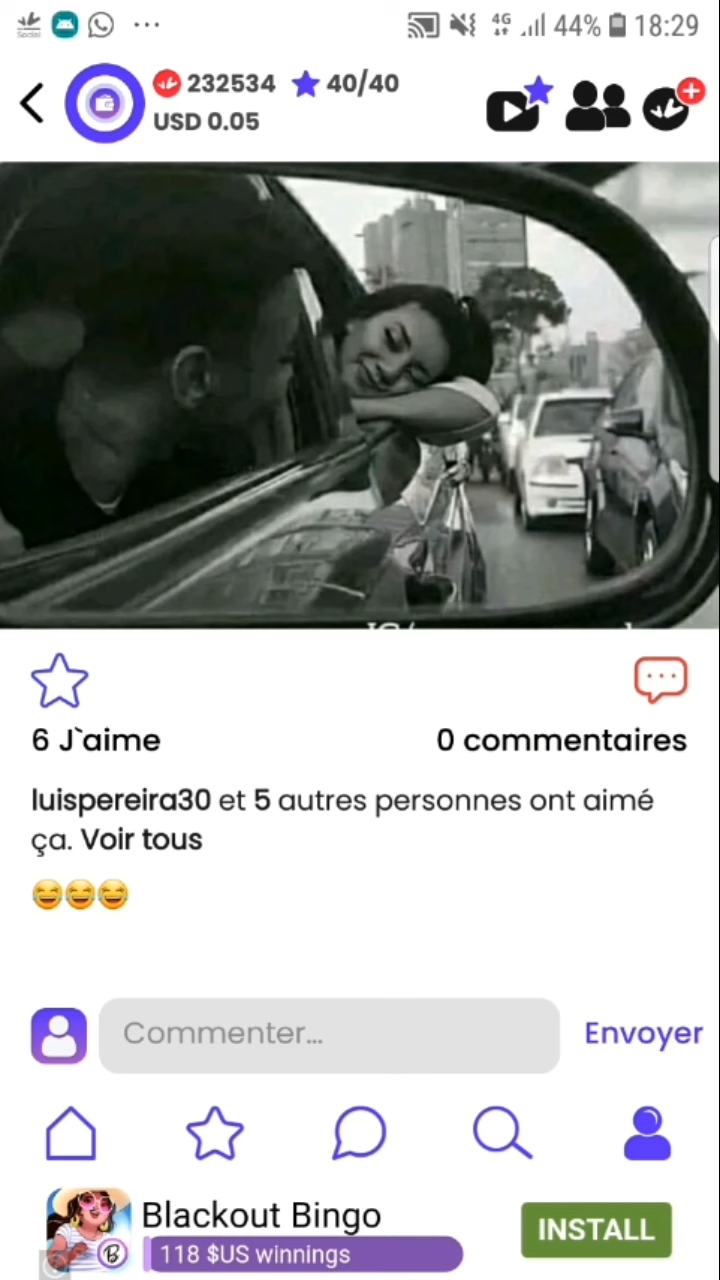 Social
4G 44% 18:29
232534 40/40
USD 0.05
6 J`aime
0 commentaires
luispereira30 et 5 autres personnes ont aimé
ça. Voir tous
😂😂😂
Commenter...
Envoyer
Blackout Bingo
B
118 $US winnings
INSTALL